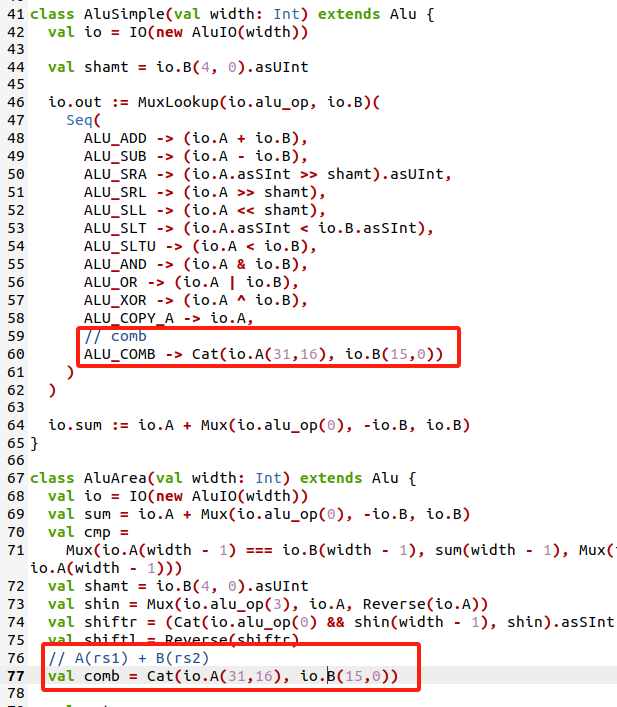 41 class AluSimple(val width: Int) extends Alu {
42   val io = IO(new AluIO(width))
43
44   val shamt = io.B(4, 0).asUInt
45
46   io.out := MuxLookup(io.alu_op, io.B)(
47     Seq(
48       ALU_ADD -> (io.A + io.B),
49       ALU_SUB -> (io.A - io.B),
50       ALU_SRA -> (io.A.asSInt >> shamt).asUInt,
51       ALU_SRL -> (io.A >> shamt),
52       ALU_SLL -> (io.A << shamt),
53       ALU_SLT -> (io.A.asSInt < io.B.asSInt),
54       ALU_SLTU -> (io.A < io.B),
55       ALU_AND -> (io.A & io.B),
56       ALU_OR -> (io.A | io.B),
57       ALU_XOR -> (io.A ^ io.B),
58       ALU_COPY_A -> io.A,
59       // comb
60       ALU_COMB -> Cat(io.A(31,16), io.B(15,0))
61     )
62   )
63
64   io.sum := io.A + Mux(io.alu_op(0), -io.B, io.B)
65 }
66
67 class AluArea(val width: Int) extends Alu {
68   val io = IO(new AluIO(width))
69   val sum = io.A + Mux(io.alu_op(0), -io.B, io.B)
70   val cmp =
71     Mux(io.A(width - 1) === io.B(width - 1), sum(width - 1), Mux(
io.A(width - 1)))
72   val shamt = io.B(4, 0).asUInt
73   val shin = Mux(io.alu_op(3), io.A, Reverse(io.A))
74   val shiftr = (Cat(io.alu_op(0) && shin(width - 1), shin).asSInt
75   val shiftl = Reverse(shiftr)
76   // A(rs1) + B(rs2)
77   val comb = Cat(io.A(31,16), io.B(15,0))
78